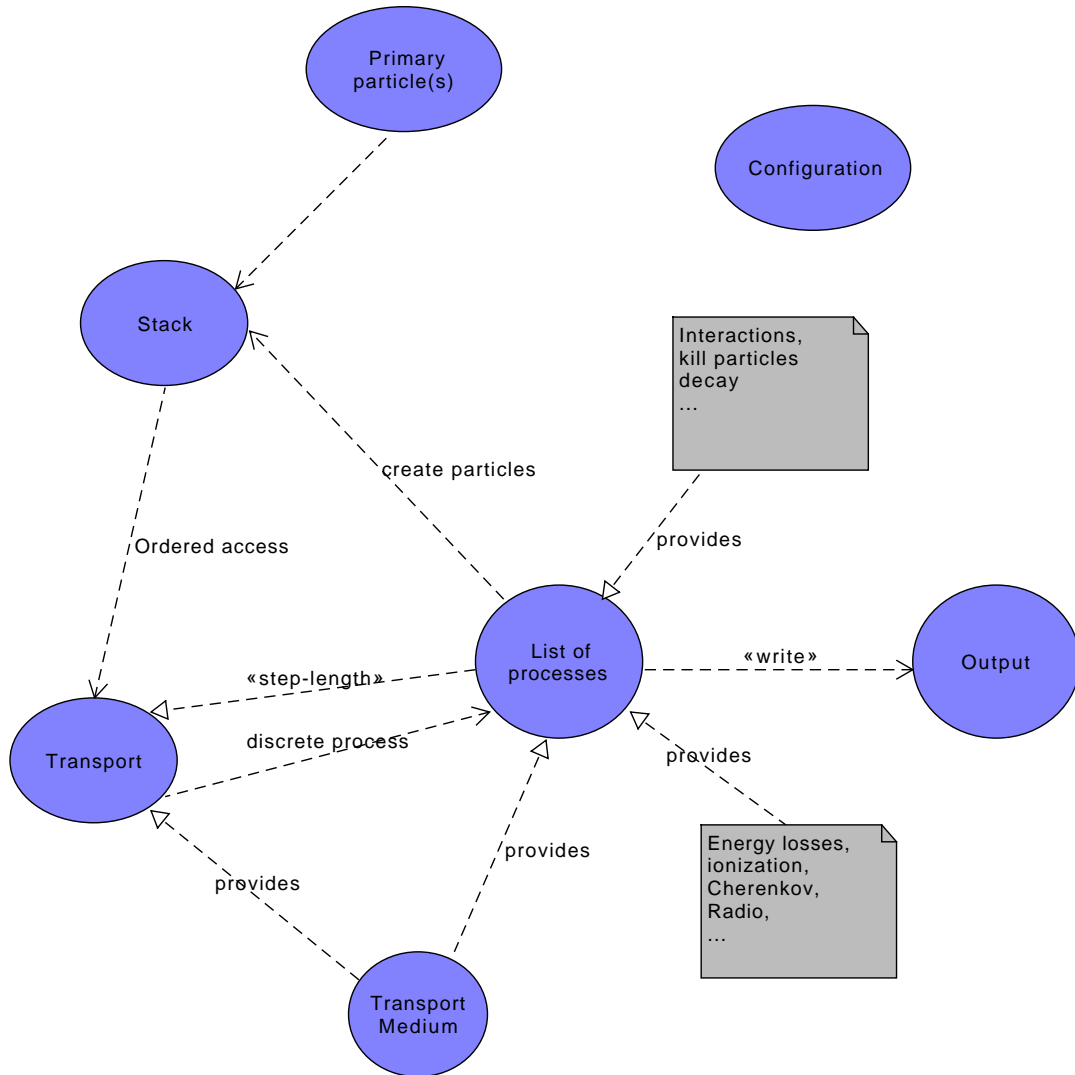 Primary
particle(s)
Configuration
Stack
Interactions,
kill particles
decay
...
create particles
provides
Ordered access
List of
processes
«write»
Output
«step-length»
discrete process
Transport
provides
provides
provides
Energy losses,
ionization,
Cherenkov,
Radio,
...
Transport
Medium